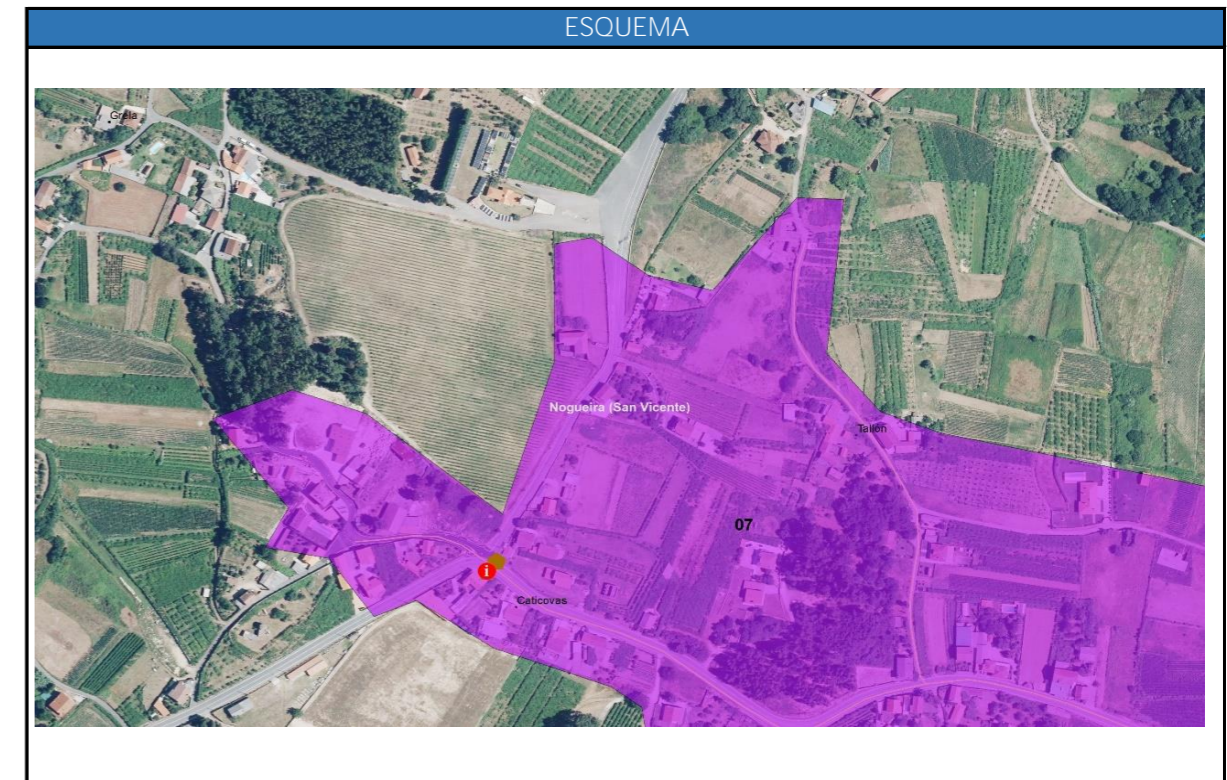 ESQUEMA
Grela
Nogueira (San Vicente)
Tallón
07
i
Caticovas